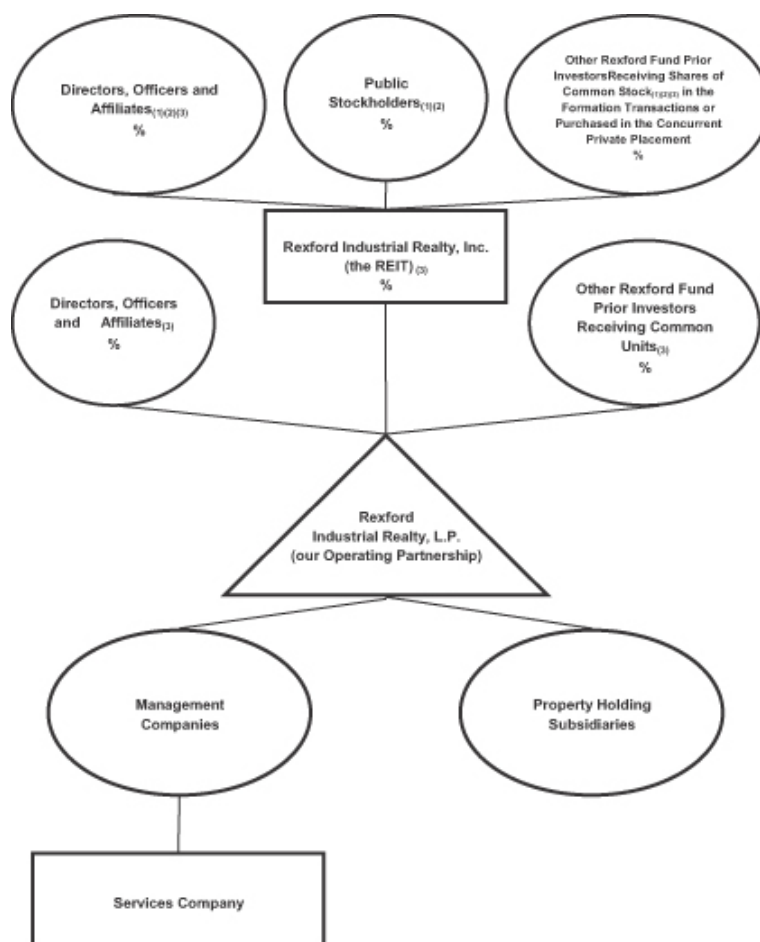 Directors, Officers and
Affiliates(1)(2)(3)
%
Public
Stockholders(1)(2)
%
Other Rexford Fund Prior
InvestorsReceiving Shares of
Common Stock(1)(2)(3) in the
Formation Transactions or
Purchased in the Concurrent
Private Placement
%
Rexford Industrial Realty, Inc.
(the REIT) (3)
%
Directors, Officers
and Affiliates(3)
%
Other Rexford Fund
Prior Investors
Receiving Common
Units(3)
%
Rexford
Industrial Realty, L.P.
(our Operating Partnership)
Management
Companies
Property Holding
Subsidiaries
Services Company